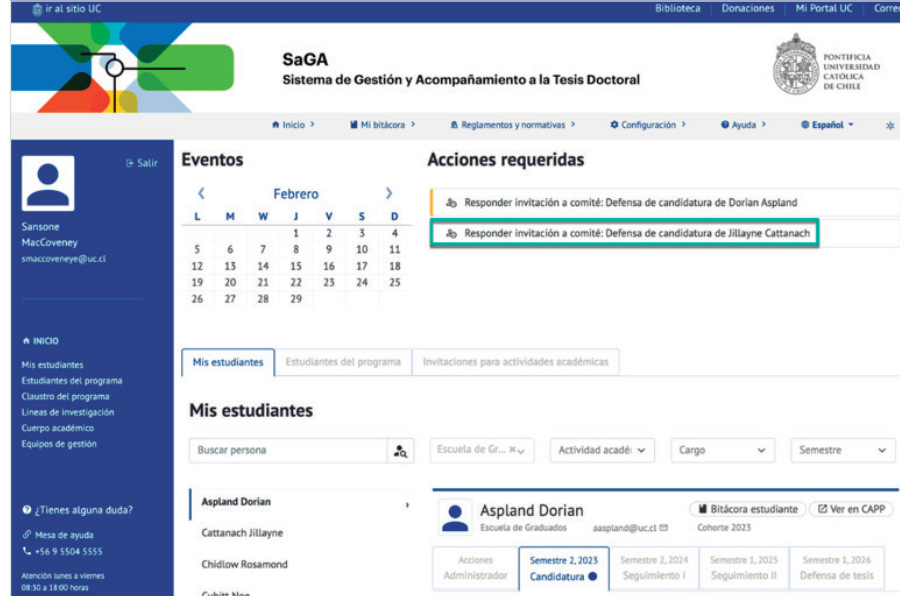 ir al sitio UC
Biblioteca Donaciones Mi Portal UC Corre
SaGA
Sistema de Gestión y Acompañamiento a la Tesis Doctoral
PONTIFICIA
UNIVERSIDAD
CATÓLICA
DE CHILE
Inicio Mi bitácora Reglamentos y normativas Configuración Ayuda Español
Salir
Sansone
MacCoveney
smaccoveneye@uc.cl
INICIO
Mis estudiantes
Estudiantes del programa
Claustro del programa
Líneas de investigación
Cuerpo académico
Equipos de gestión
¿Tienes alguna duda?
Mesa de ayuda
+56 9 5504 5555
Atención lunes a viernes
08:30 a 18:00 horas
Eventos
Febrero
L M W J V S D
1 2 3 4
5 6 7 8 9 10 11
12 13 14 15 16 17 18
19 20 21 22 23 24 25
26 27 28 29
Acciones requeridas
Responder invitación a comité: Defensa de candidatura de Dorian Aspland
Responder invitación a comité: Defensa de candidatura de Jillayne Cattanach
Mis estudiantes Estudiantes del programa Invitaciones para actividades académicas
Mis estudiantes
Buscar persona
Escuela de Gr... Actividad acadé Cargo Semestre
Aspland Dorian
Cattanach Jillayne
Chidlow Rosamond
Cubitt Noe
Aspland Dorian
Bitácora estudiante Ver en CAPP
Escuela de Graduados aaspland@uc.cl Cohorte 2023
Acciones
Administrador
Semestre 2, 2023
Candidatura
Semestre 2, 2024
Seguimiento I
Semestre 1, 2025
Seguimiento II
Semestre 1, 2026
Defensa de tesis